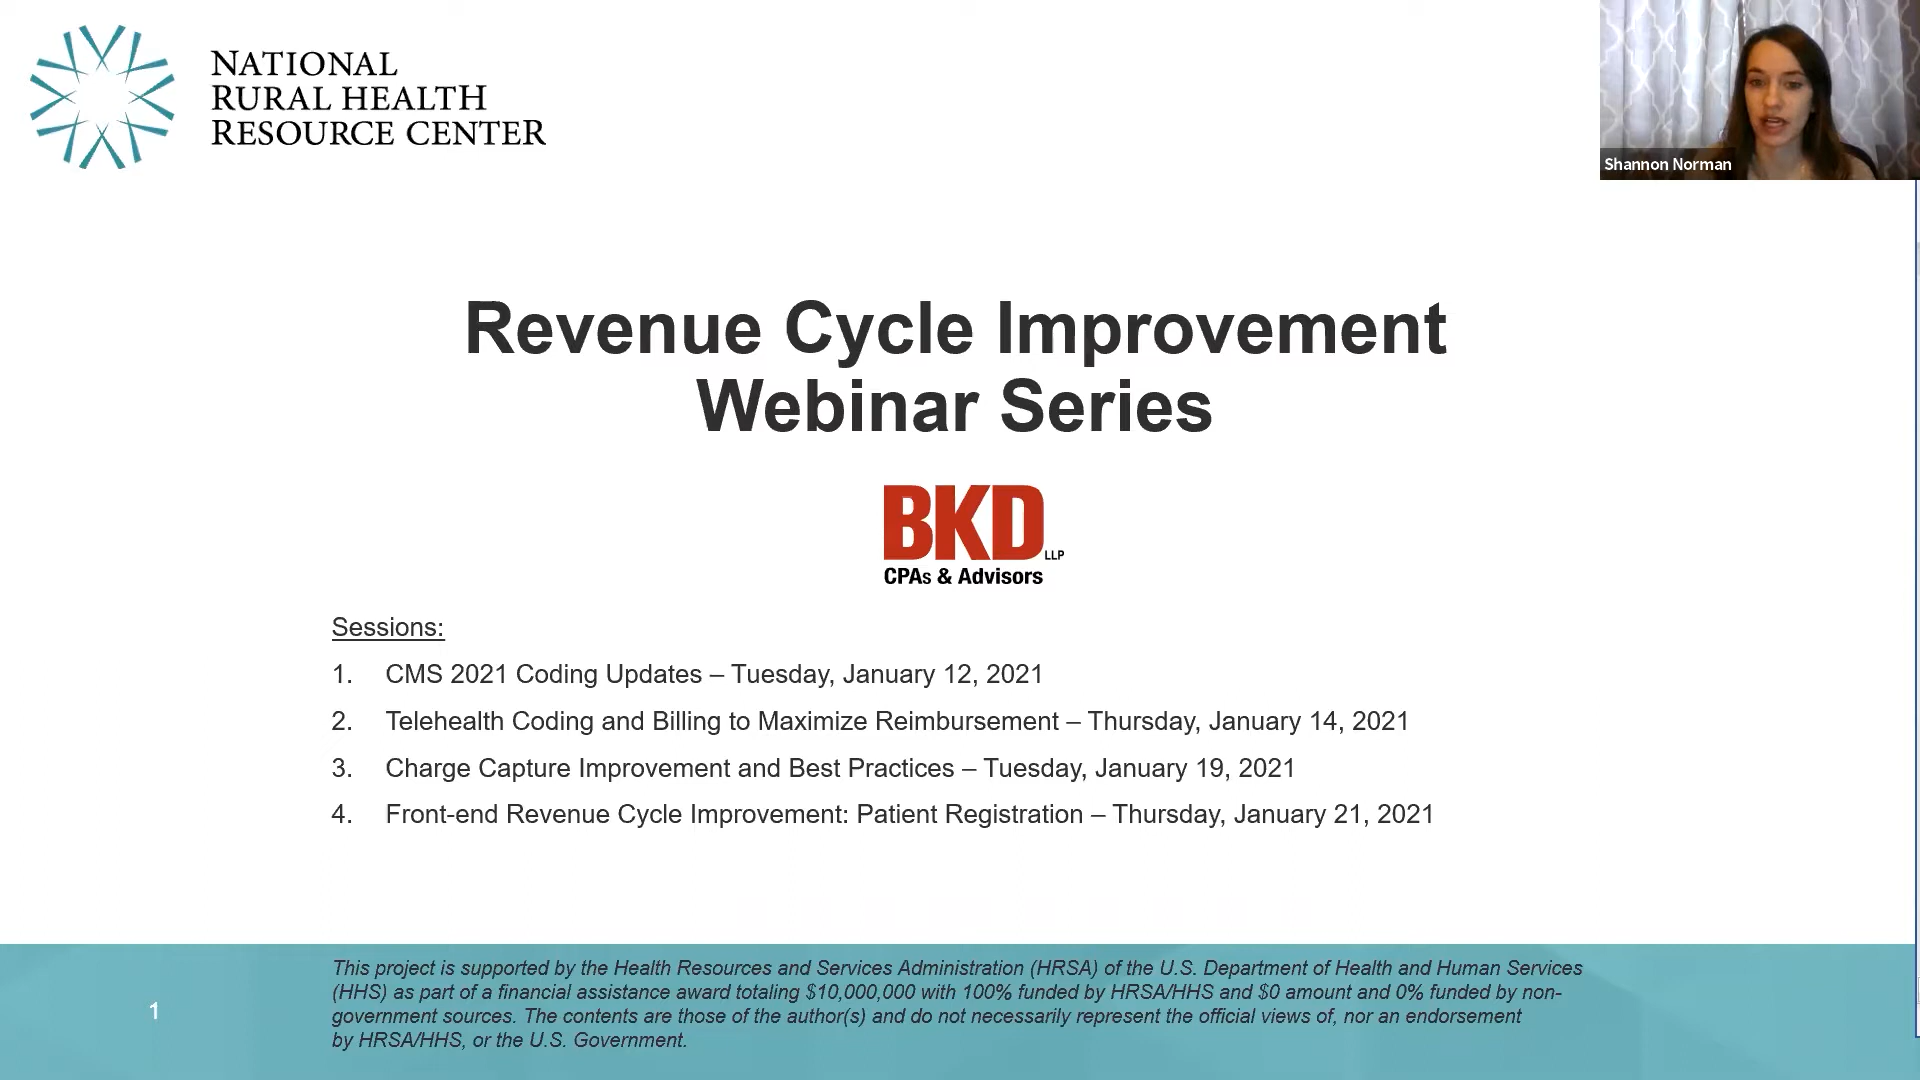 NATIONAL
RURAL HEALTH
RESOURCE CENTER
Shannon Norman
Revenue Cycle Improvement
Webinar Series
BKD LLP
CPAs & Advisors
Sessions:
1. CMS 2021 Coding Updates – Tuesday, January 12, 2021
2. Telehealth Coding and Billing to Maximize Reimbursement – Thursday, January 14, 2021
3. Charge Capture Improvement and Best Practices – Tuesday, January 19, 2021
4. Front-end Revenue Cycle Improvement: Patient Registration – Thursday, January 21, 2021
This project is supported by the Health Resources and Services Administration (HRSA) of the U.S. Department of Health and Human Services
(HHS) as part of a financial assistance award totaling $10,000,000 with 100% funded by HRSA/HHS and $0 amount and 0% funded by non-
government sources. The contents are those of the author(s) and do not necessarily represent the official views of, nor an endorsement
by HRSA/HHS, or the U.S. Government.
1